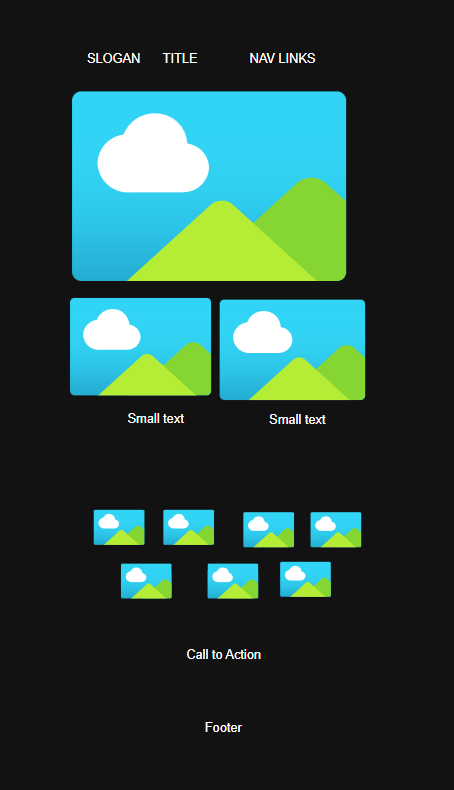 SLOGAN TITLE NAV LINKS
Small text Small text
Call to Action
Footer